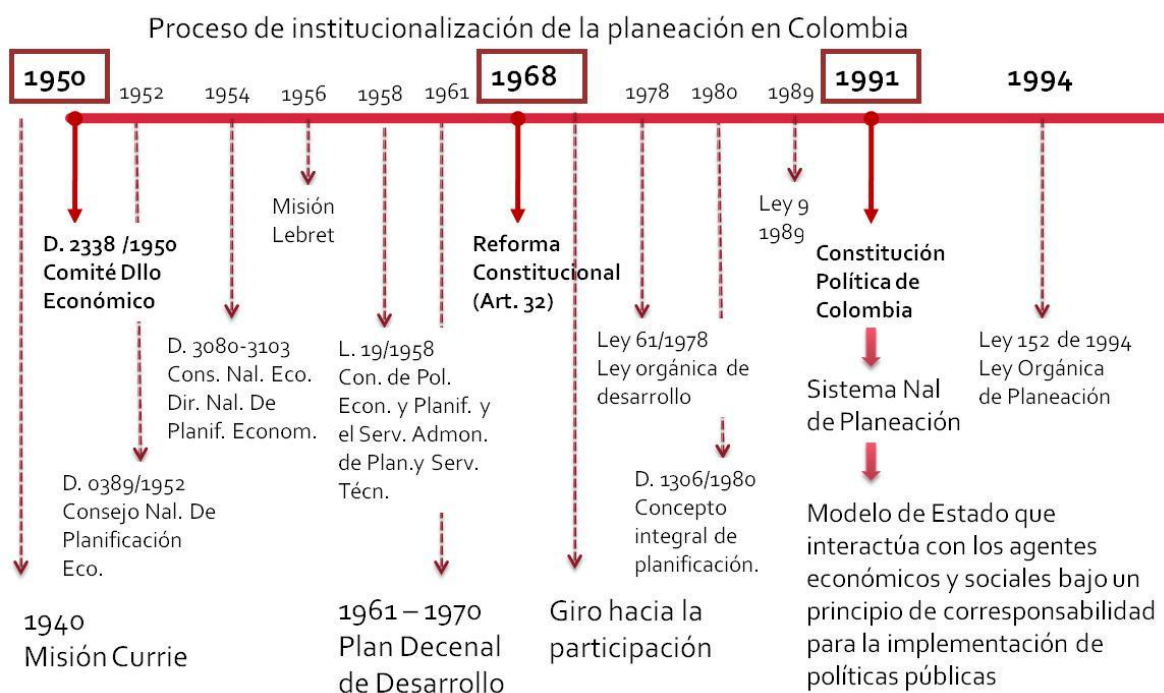 Proceso de institucionalización de la planeación en Colombia
1950
1952
1954
1956
1958
1961
1968
1978
1980
1989
1991
1994
D. 2338 /1950
Comité Dllo
Económico
D. 0389/1952
Consejo Nal. De
Planificación
Eco.
D. 3080-3103
Cons. Nal. Eco.
Dir. Nal. De
Planif. Econom.
Misión
Lebret
L. 19/1958
Con. de Pol.
Econ. y Planif. y
el Serv. Admon.
de Plan.y Serv.
Técn.
Reforma
Constitucional
(Art. 32)
Ley 61/1978
Ley orgánica de
desarrollo
D. 1306/1980
Concepto
integral de
planificación.
Ley 9
1989
Constitución
Política de
Colombia
Sistema Nal
de Planeación
Modelo de Estado que
interactúa con los agentes
económicos y sociales bajo un
principio de corresponsabilidad
para la implementación de
políticas públicas
Ley 152 de 1994
Ley Orgánica
de Planeación
1940
Misión Currie
1961 – 1970
Plan Decenal
de Desarrollo
Giro hacia la
participación